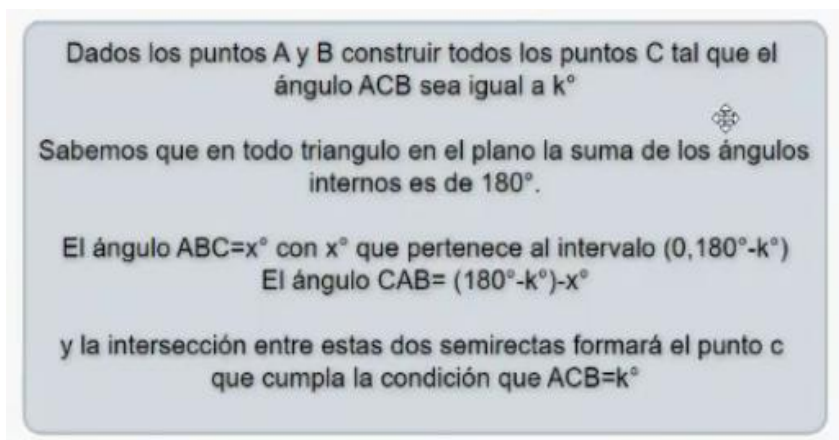 Dados los puntos A y B construir todos los puntos C tal que el
ángulo ACB sea igual a k°
Sabemos que en todo triangulo en el plano la suma de los ángulos
internos es de 180°.
El ángulo ABC=x° con x° que pertenece al intervalo (0,180°-k°)
El ángulo CAB= (180°-k°)-x°
y la intersección entre estas dos semirectas formará el punto c
que cumpla la condición que ACB=k°